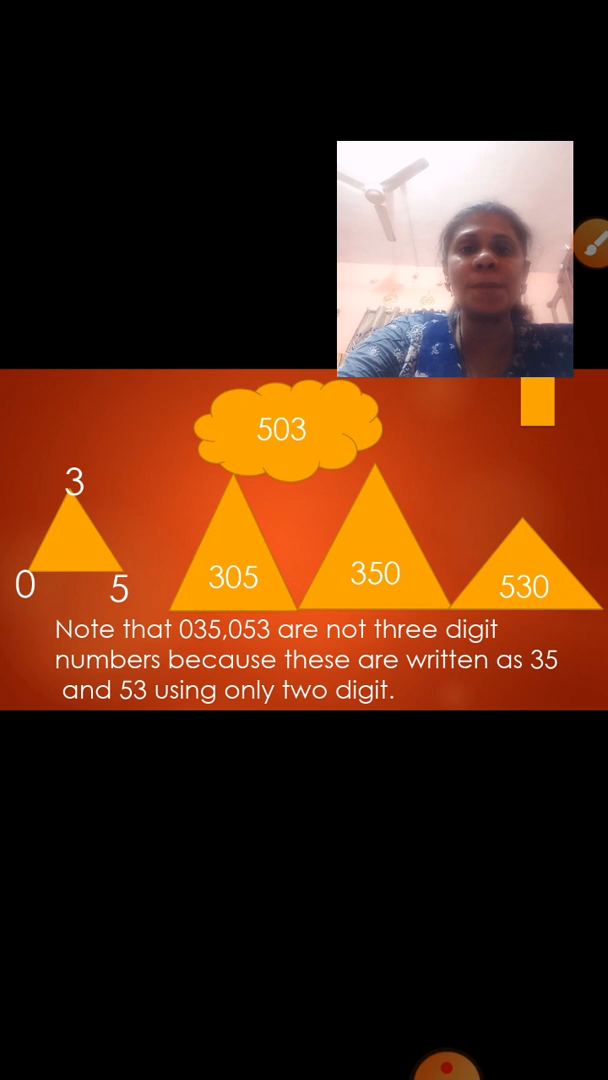 503
3
0
5
305
350
530
Note that 035,053 are not three digit
numbers because these are written as 35
and 53 using only two digit.